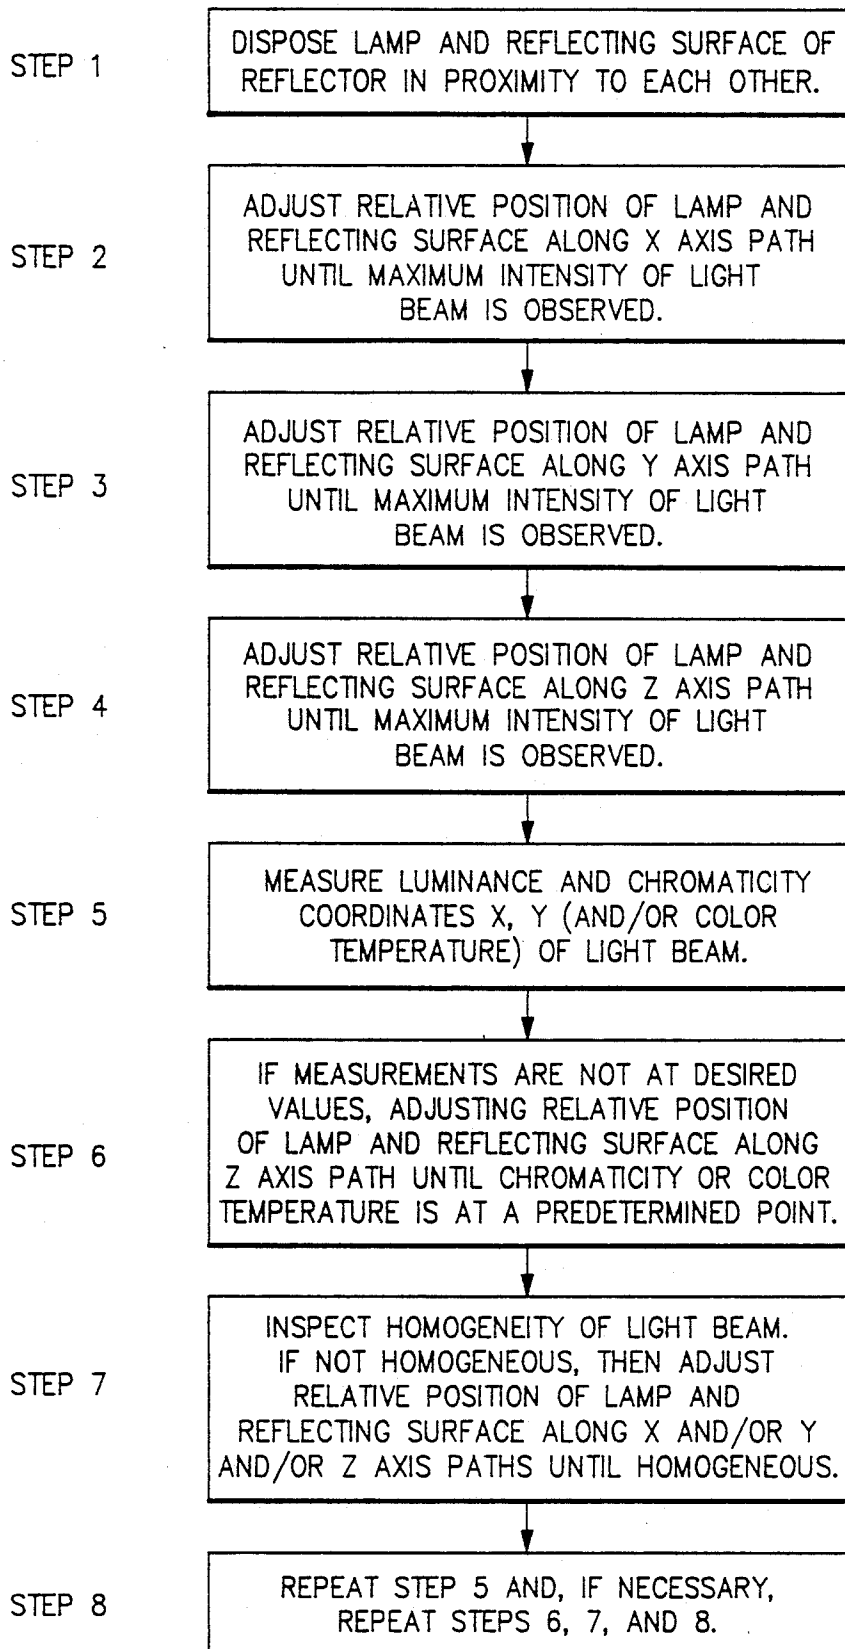 STEP 1
DISPOSE LAMP AND REFLECTING SURFACE OF
REFLECTOR IN PROXIMITY TO EACH OTHER.
STEP 2
ADJUST RELATIVE POSITION OF LAMP AND
REFLECTING SURFACE ALONG X AXIS PATH
UNTIL MAXIMUM INTENSITY OF LIGHT
BEAM IS OBSERVED.
STEP 3
ADJUST RELATIVE POSITION OF LAMP AND
REFLECTING SURFACE ALONG Y AXIS PATH
UNTIL MAXIMUM INTENSITY OF LIGHT
BEAM IS OBSERVED.
STEP 4
ADJUST RELATIVE POSITION OF LAMP AND
REFLECTING SURFACE ALONG Z AXIS PATH
UNTIL MAXIMUM INTENSITY OF LIGHT
BEAM IS OBSERVED.
STEP 5
MEASURE LUMINANCE AND CHROMATICITY
COORDINATES X, Y (AND/OR COLOR
TEMPERATURE) OF LIGHT BEAM.
STEP 6
IF MEASUREMENTS ARE NOT AT DESIRED
VALUES, ADJUSTING RELATIVE POSITION
OF LAMP AND REFLECTING SURFACE ALONG
Z AXIS PATH UNTIL CHROMATICITY OR COLOR
TEMPERATURE IS AT A PREDETERMINED POINT.
STEP 7
INSPECT HOMOGENEITY OF LIGHT BEAM.
IF NOT HOMOGENEOUS, THEN ADJUST
RELATIVE POSITION OF LAMP AND
REFLECTING SURFACE ALONG X AND/OR Y
AND/OR Z AXIS PATHS UNTIL HOMOGENEOUS.
STEP 8
REPEAT STEP 5 AND, IF NECESSARY,
REPEAT STEPS 6, 7, AND 8.